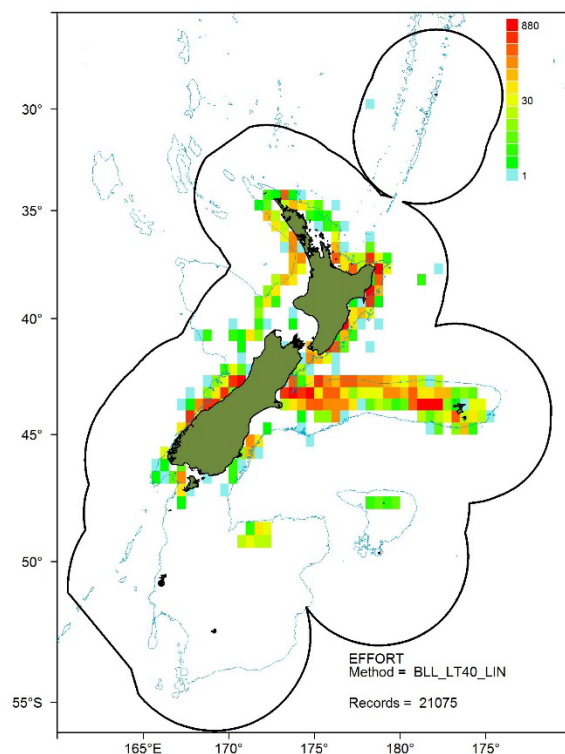 880
30
1
30°
35°
40°
45°
50°
55°S
EFFORT
Method = BLL_LT40_LIN
Records = 21075
165°E 170° 175° 180° 175°